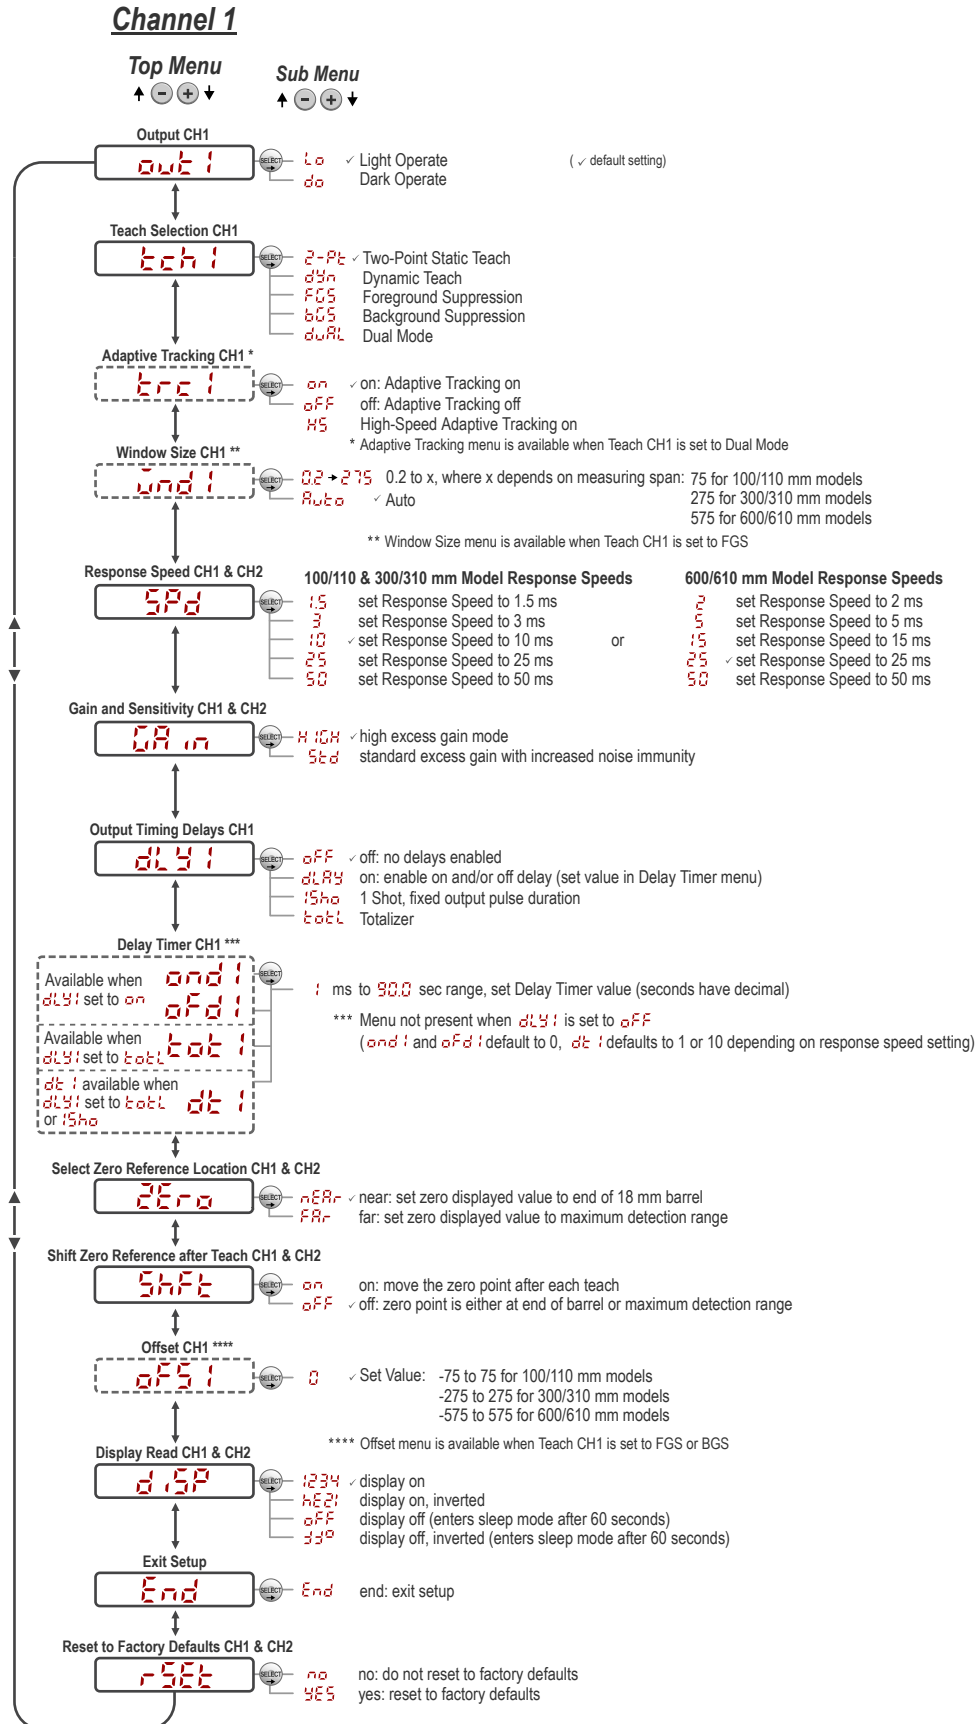 Channel 1
Top Menu
Sub Menu
- +
- +
Output CH1
out1
SELECT
Lo ✓ Light Operate
( ✓ default setting)
do Dark Operate
Teach Selection CH1
tch1
SELECT
2-Pt ✓ Two-Point Static Teach
dYn Dynamic Teach
FGS Foreground Suppression
bGS Background Suppression
duAL Dual Mode
Adaptive Tracking CH1 *
trc1
SELECT
on ✓ on: Adaptive Tracking on
oFF off: Adaptive Tracking off
HS High-Speed Adaptive Tracking on
* Adaptive Tracking menu is available when Teach CH1 is set to Dual Mode
Window Size CH1 **
wnd1
SELECT
0.2 → 275 0.2 to x, where x depends on measuring span: 75 for 100/110 mm models
Auto ✓ Auto
275 for 300/310 mm models
575 for 600/610 mm models
** Window Size menu is available when Teach CH1 is set to FGS
Response Speed CH1 & CH2
SPd
SELECT
100/110 & 300/310 mm Model Response Speeds
600/610 mm Model Response Speeds
1.5 set Response Speed to 1.5 ms
2 set Response Speed to 2 ms
3 set Response Speed to 3 ms
5 set Response Speed to 5 ms
10 ✓ set Response Speed to 10 ms
or
15 set Response Speed to 15 ms
25 set Response Speed to 25 ms
25 ✓ set Response Speed to 25 ms
50 set Response Speed to 50 ms
50 set Response Speed to 50 ms
Gain and Sensitivity CH1 & CH2
GAin
SELECT
HIGH ✓ high excess gain mode
Std standard excess gain with increased noise immunity
Output Timing Delays CH1
dLY1
SELECT
oFF ✓ off: no delays enabled
dLAY on: enable on and/or off delay (set value in Delay Timer menu)
1Sho 1 Shot, fixed output pulse duration
totL Totalizer
Delay Timer CH1 ***
Available when
dLY1 set to on
ond1
oFd1
SELECT
Available when
dLY1 set to totL
tot1
dt1 available when
dLY1 set to totL
or 1Sho
dt1
1 ms to 90.0 sec range, set Delay Timer value (seconds have decimal)
*** Menu not present when dLY1 is set to oFF
(ond1 and oFd1 default to 0, dt1 defaults to 1 or 10 depending on response speed setting)
Select Zero Reference Location CH1 & CH2
ZEro
SELECT
nEAr ✓ near: set zero displayed value to end of 18 mm barrel
FAr far: set zero displayed value to maximum detection range
Shift Zero Reference after Teach CH1 & CH2
ShFt
SELECT
on on: move the zero point after each teach
oFF ✓ off: zero point is either at end of barrel or maximum detection range
Offset CH1 ****
oFS1
SELECT
0 ✓ Set Value: -75 to 75 for 100/110 mm models
-275 to 275 for 300/310 mm models
-575 to 575 for 600/610 mm models
**** Offset menu is available when Teach CH1 is set to FGS or BGS
Display Read CH1 & CH2
diSP
SELECT
1234 ✓ display on
hE21 display on, inverted
oFF display off (enters sleep mode after 60 seconds)
display off, inverted (enters sleep mode after 60 seconds)
Exit Setup
End
SELECT
End end: exit setup
Reset to Factory Defaults CH1 & CH2
rSEt
SELECT
no no: do not reset to factory defaults
YES yes: reset to factory defaults